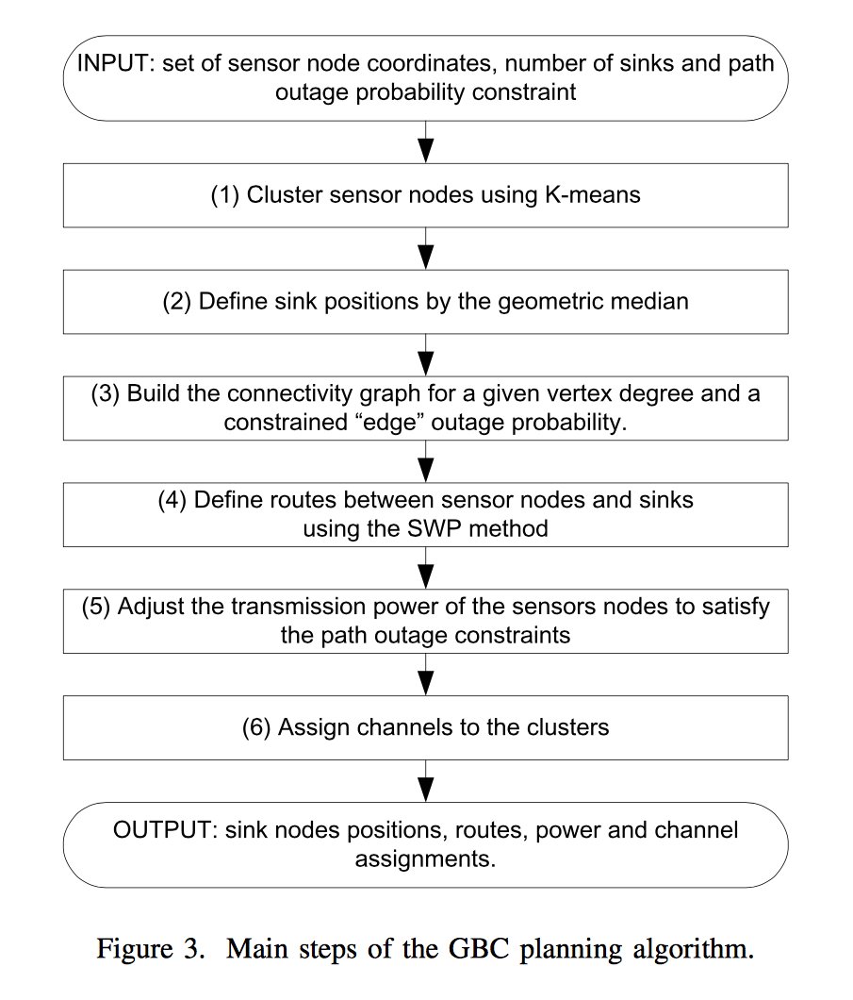 INPUT: set of sensor node coordinates, number of sinks and path
outage probability constraint
(1) Cluster sensor nodes using K-means
(2) Define sink positions by the geometric median
(3) Build the connectivity graph for a given vertex degree and a
constrained “edge” outage probability.
(4) Define routes between sensor nodes and sinks
using the SWP method
(5) Adjust the transmission power of the sensors nodes to satisfy
the path outage constraints
(6) Assign channels to the clusters
OUTPUT: sink nodes positions, routes, power and channel
assignments.
Figure 3. Main steps of the GBC planning algorithm.